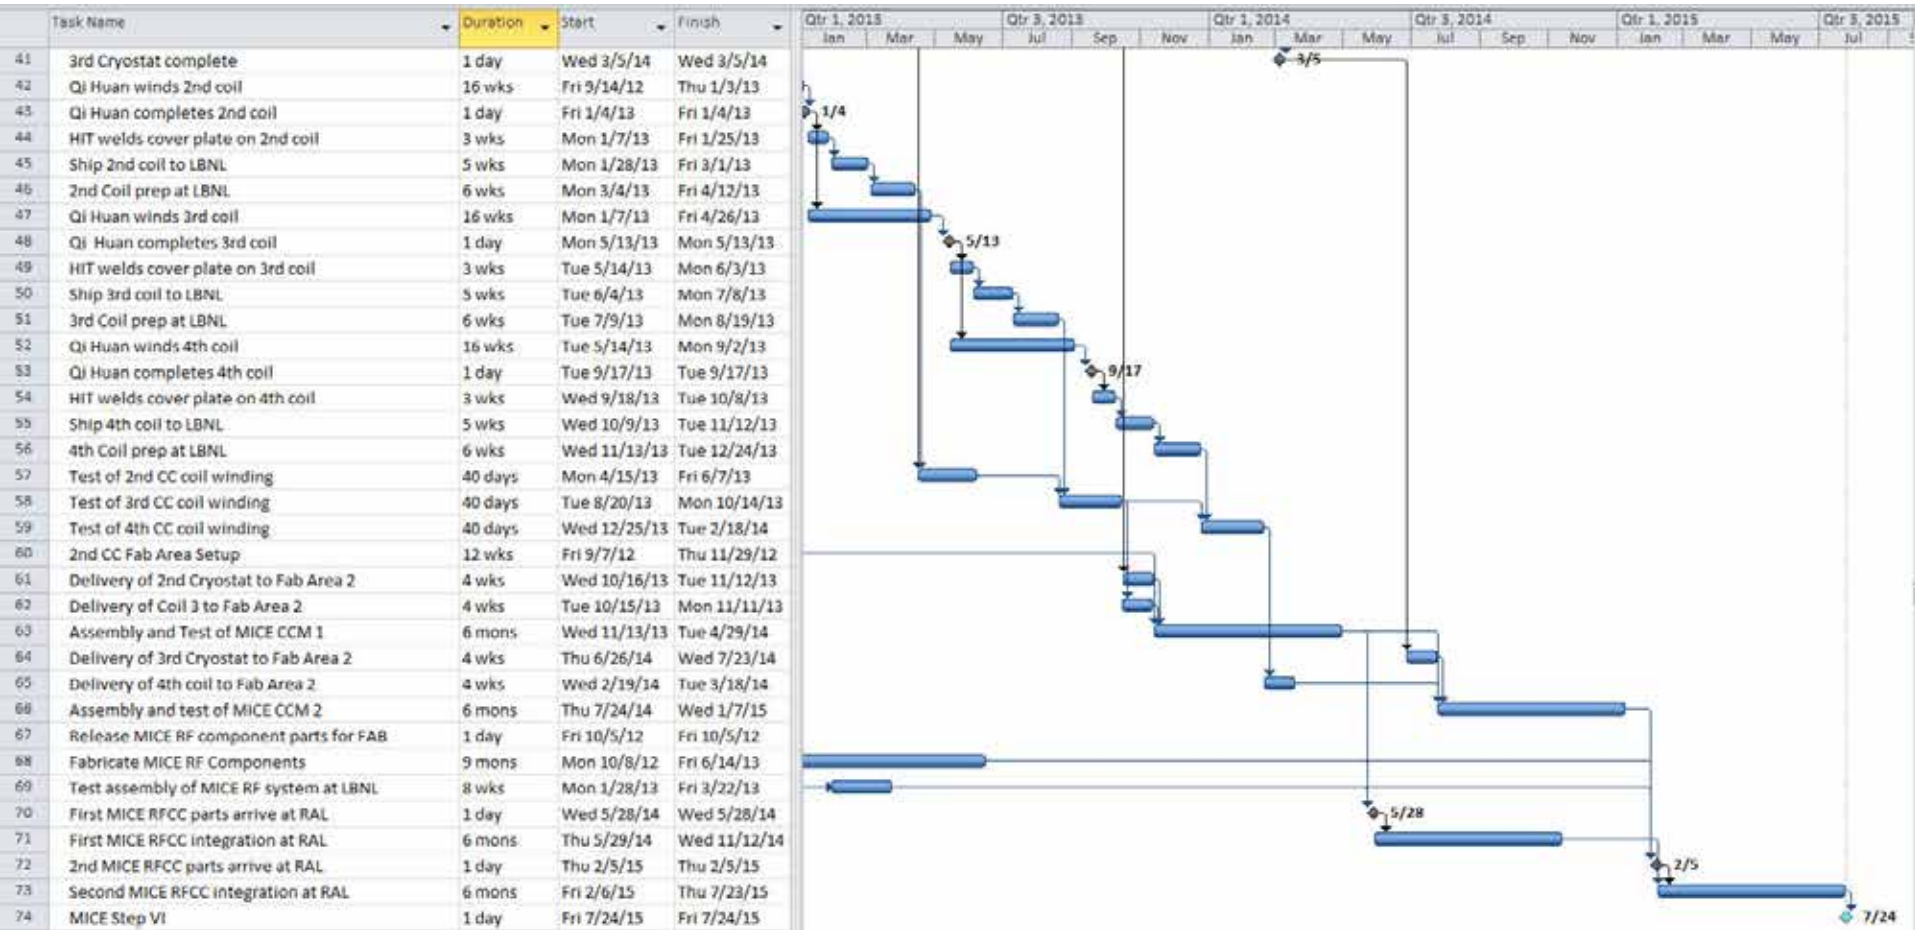 Task Name Duration Start Finish Qtr 1, 2013 Qtr 3, 2013 Qtr 1, 2014 Qtr 3, 2014 Qtr 1, 2015 Qtr 3, 2015
Jan Mar May Jul Sep Nov Jan Mar May Jul Sep Nov Jan Mar May Jul
41 3rd Cryostat complete 1 day Wed 3/5/14 Wed 3/5/14 3/5
42 Qi Huan winds 2nd coil 16 wks Fri 9/14/12 Thu 1/3/13
43 Qi Huan completes 2nd coil 1 day Fri 1/4/13 Fri 1/4/13 1/4
44 HIT welds cover plate on 2nd coil 3 wks Mon 1/7/13 Fri 1/25/13
45 Ship 2nd coil to LBNL 5 wks Mon 1/28/13 Fri 3/1/13
46 2nd Coil prep at LBNL 6 wks Mon 3/4/13 Fri 4/12/13
47 Qi Huan winds 3rd coil 16 wks Mon 1/7/13 Fri 4/26/13
48 Qi Huan completes 3rd coil 1 day Mon 5/13/13 Mon 5/13/13 5/13
49 HIT welds cover plate on 3rd coil 3 wks Tue 5/14/13 Mon 6/3/13
50 Ship 3rd coil to LBNL 5 wks Tue 6/4/13 Mon 7/8/13
51 3rd Coil prep at LBNL 6 wks Tue 7/9/13 Mon 8/19/13
52 Qi Huan winds 4th coil 16 wks Tue 5/14/13 Mon 9/2/13
53 Qi Huan completes 4th coil 1 day Tue 9/17/13 Tue 9/17/13 9/17
54 HIT welds cover plate on 4th coil 3 wks Wed 9/18/13 Tue 10/8/13
55 Ship 4th coil to LBNL 5 wks Wed 10/9/13 Tue 11/12/13
56 4th Coil prep at LBNL 6 wks Wed 11/13/13 Tue 12/24/13
57 Test of 2nd CC coil winding 40 days Mon 4/15/13 Fri 6/7/13
58 Test of 3rd CC coil winding 40 days Tue 8/20/13 Mon 10/14/13
59 Test of 4th CC coil winding 40 days Wed 12/25/13 Tue 2/18/14
60 2nd CC Fab Area Setup 12 wks Fri 9/7/12 Thu 11/29/12
61 Delivery of 2nd Cryostat to Fab Area 2 4 wks Wed 10/16/13 Tue 11/12/13
62 Delivery of Coil 3 to Fab Area 2 4 wks Tue 10/15/13 Mon 11/11/13
63 Assembly and Test of MICE CCM 1 6 mons Wed 11/13/13 Tue 4/29/14
64 Delivery of 3rd Cryostat to Fab Area 2 4 wks Thu 6/26/14 Wed 7/23/14
65 Delivery of 4th coil to Fab Area 2 4 wks Wed 2/19/14 Tue 3/18/14
66 Assembly and test of MICE CCM 2 6 mons Thu 7/24/14 Wed 1/7/15
67 Release MICE RF component parts for FAB 1 day Fri 10/5/12 Fri 10/5/12
68 Fabricate MICE RF Components 9 mons Mon 10/8/12 Fri 6/14/13
69 Test assembly of MICE RF system at LBNL 8 wks Mon 1/28/13 Fri 3/22/13
70 First MICE RFCC parts arrive at RAL 1 day Wed 5/28/14 Wed 5/28/14 5/28
71 First MICE RFCC integration at RAL 6 mons Thu 5/29/14 Wed 11/12/14
72 2nd MICE RFCC parts arrive at RAL 1 day Thu 2/5/15 Thu 2/5/15 2/5
73 Second MICE RFCC integration at RAL 6 mons Fri 2/6/15 Thu 7/23/15
74 MICE Step VI 1 day Fri 7/24/15 Fri 7/24/15 7/24